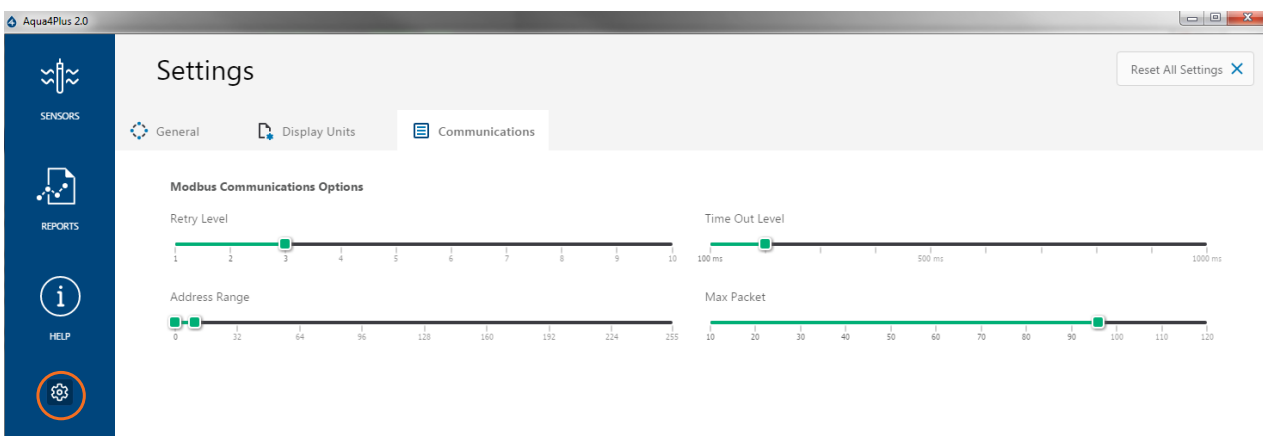 Aqua4Plus 2.0
Settings
Reset All Settings
SENSORS
General
Display Units
Communications
Modbus Communications Options
REPORTS
Retry Level
1 2 3 4 5 6 7 8 9 10
Time Out Level
100 ms 500 ms 1000 ms
Address Range
0 32 64 96 128 160 192 224 255
Max Packet
10 20 30 40 50 60 70 80 90 100 110 120
HELP